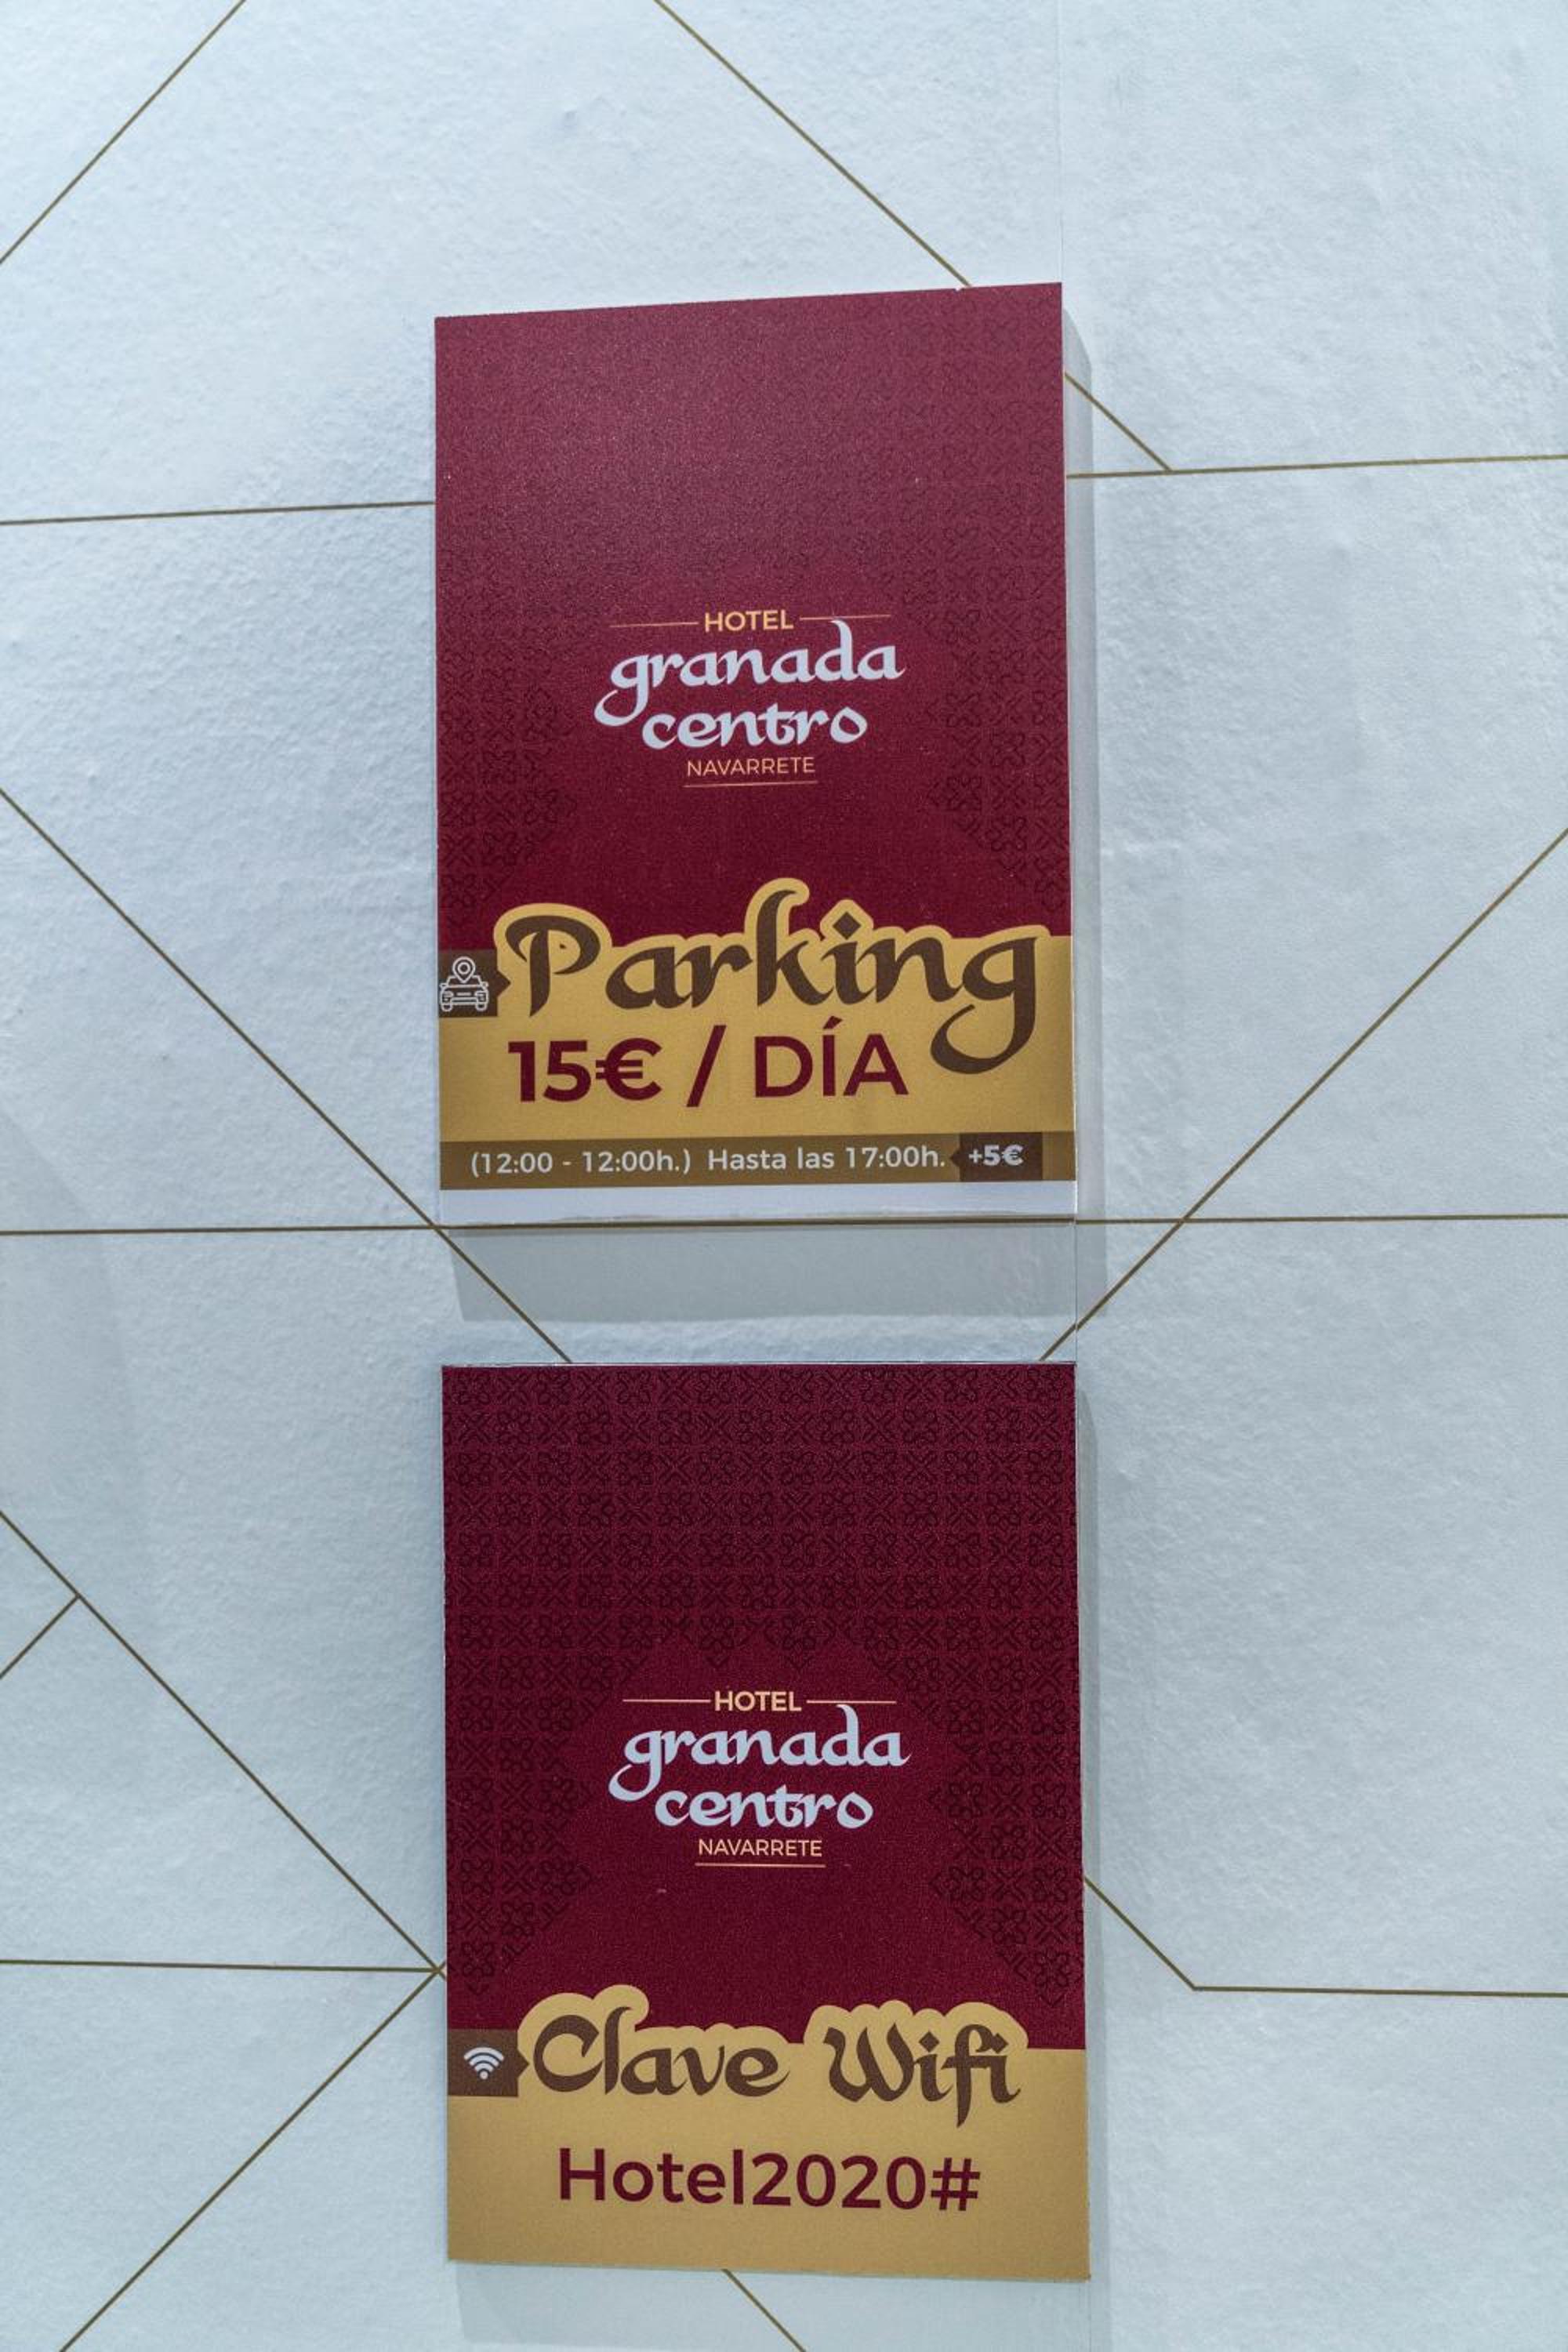 HOTEL
granada
centro
NAVARRETE
Parking
15€ / DÍA
(12:00 - 12:00h.) Hasta las 17:00h. +5€
HOTEL
granada
centro
NAVARRETE
Clave Wifi
Hotel2020#